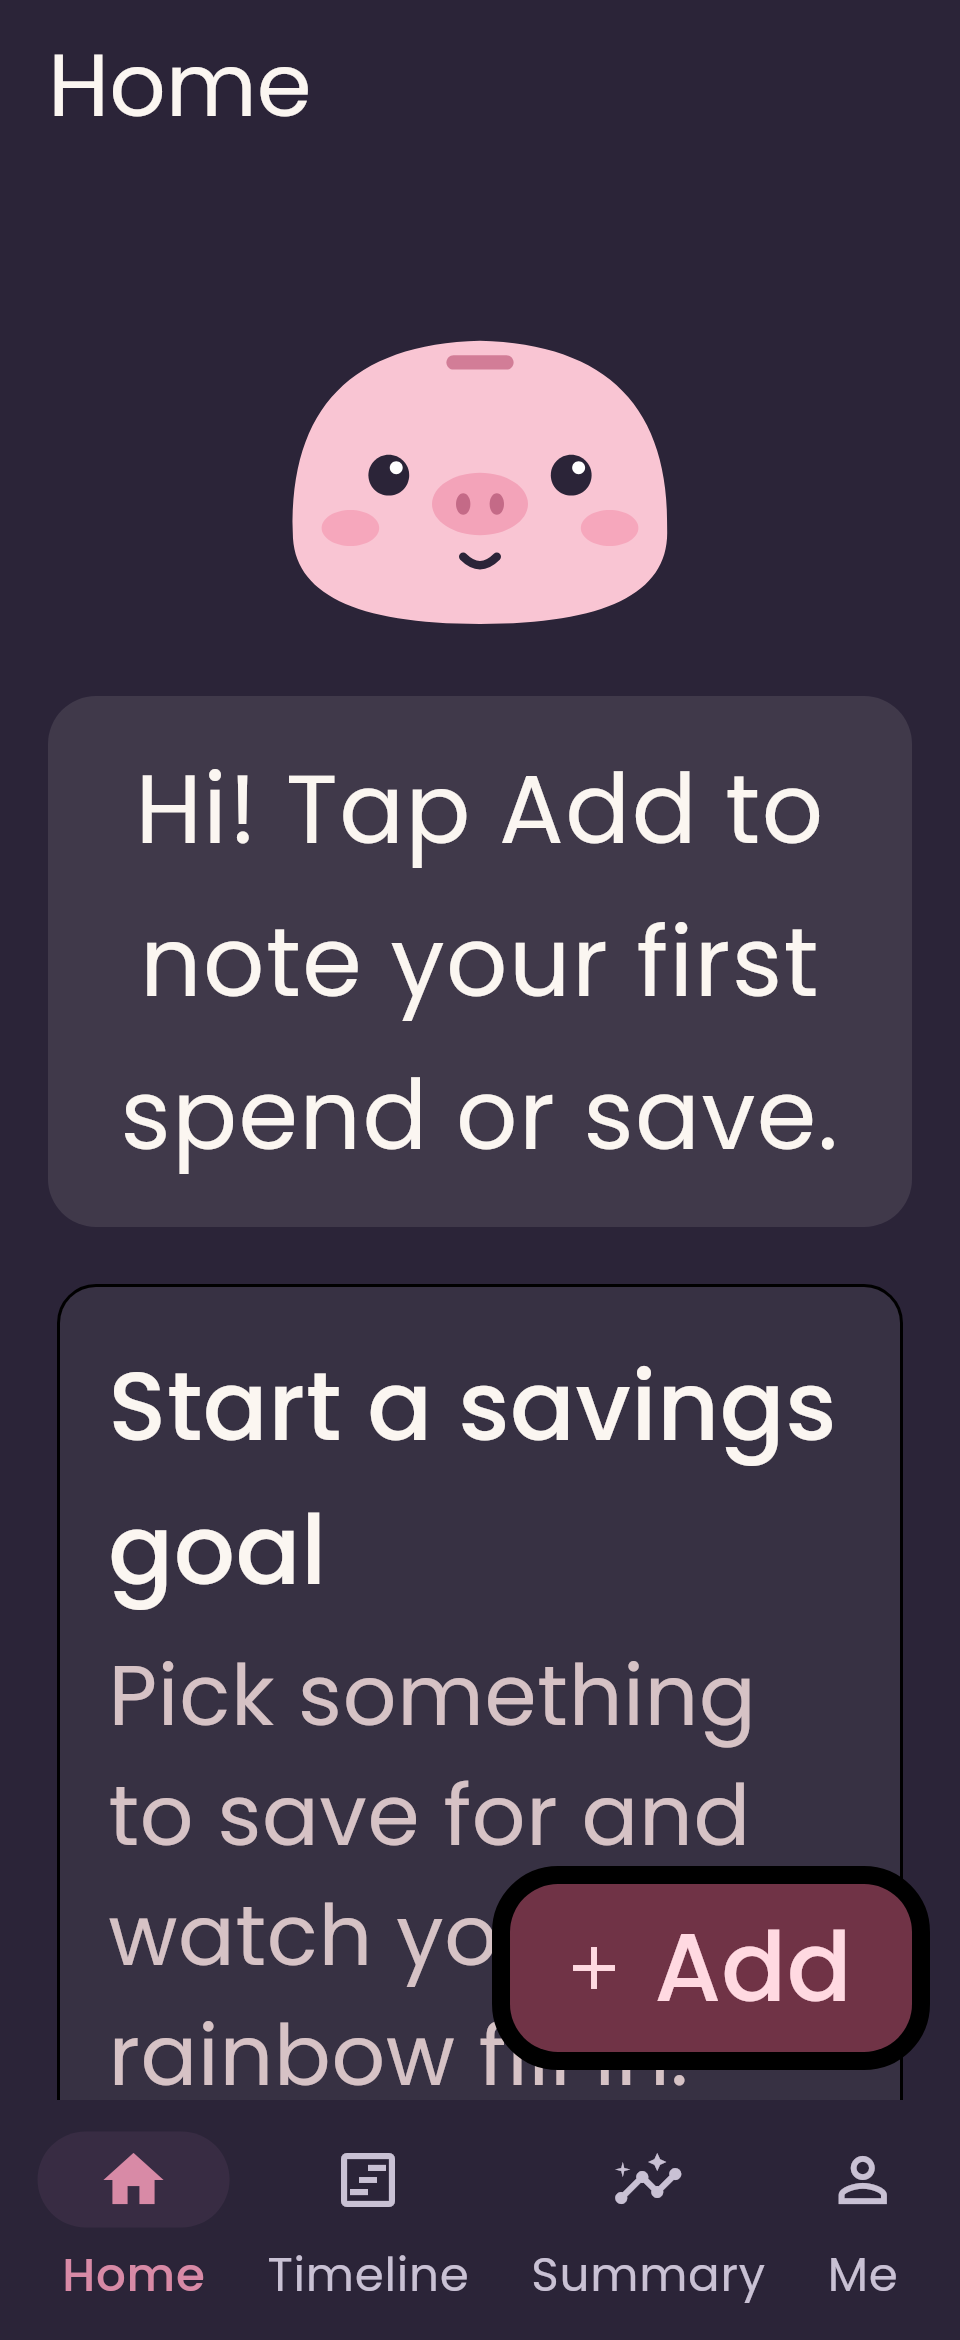 Home
Hi! Tap Add to
note your first
spend or save.
Start a savings
goal
Pick something
to save for and
watch
rainbow
+ Add
Home
Timeline
Summary
Me